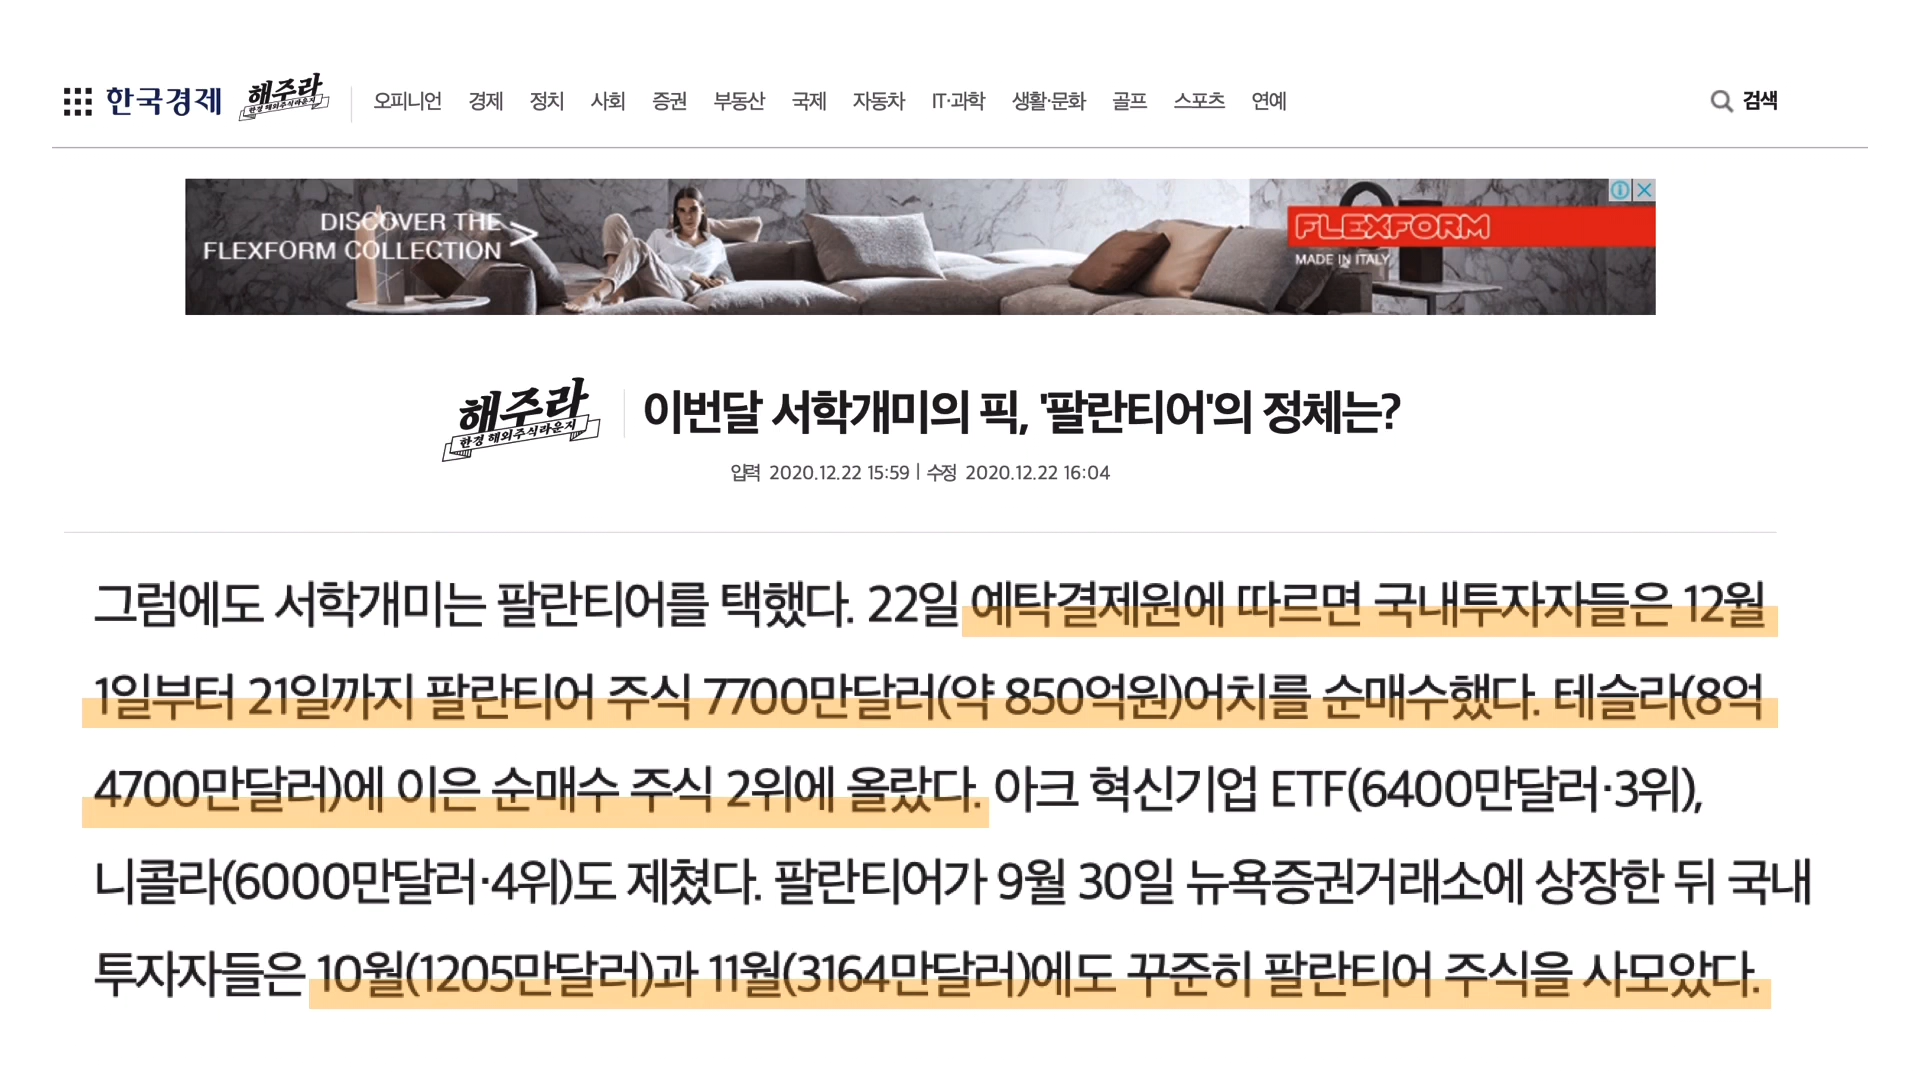 한국경제 해주라 한경 해외주식라운지 오피니언 경제 정치 사회 증권 부동산 국제 자동차 IT·과학 생활·문화 골프 스포츠 연예 검색
DISCOVER THE
FLEXFORM COLLECTION >
FLEXFORM
MADE IN ITALY
해주라
한경 해외주식라운지
이번달 서학개미의 픽, '팔란티어'의 정체는?
입력 2020.12.22 15:59 | 수정 2020.12.22 16:04
그럼에도 서학개미는 팔란티어를 택했다. 22일 예탁결제원에 따르면 국내투자자들은 12월
1일부터 21일까지 팔란티어 주식 7700만달러(약 850억원)어치를 순매수했다. 테슬라(8억
4700만달러)에 이은 순매수 주식 2위에 올랐다. 아크 혁신기업 ETF(6400만달러·3위),
니콜라(6000만달러·4위)도 제쳤다. 팔란티어가 9월 30일 뉴욕증권거래소에 상장한 뒤 국내
투자자들은 10월(1205만달러)과 11월(3164만달러)에도 꾸준히 팔란티어 주식을 사모았다.